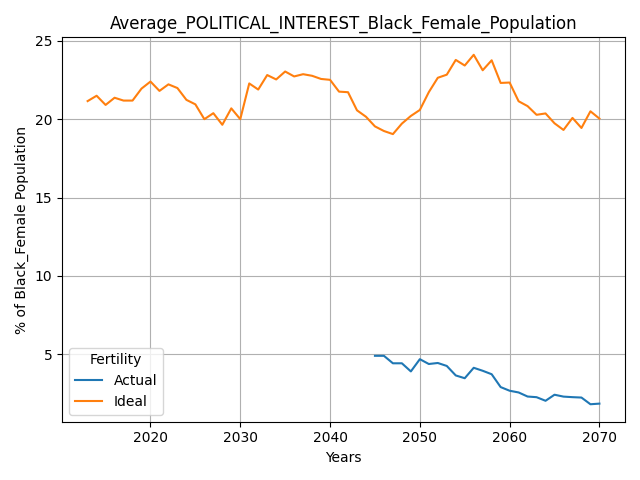 Average_POLITICAL_INTEREST_Black_Female_Population
% of Black_Female Population
25
20
15
10
5
Fertility
Actual
Ideal
2020 2030 2040 2050 2060 2070
Years